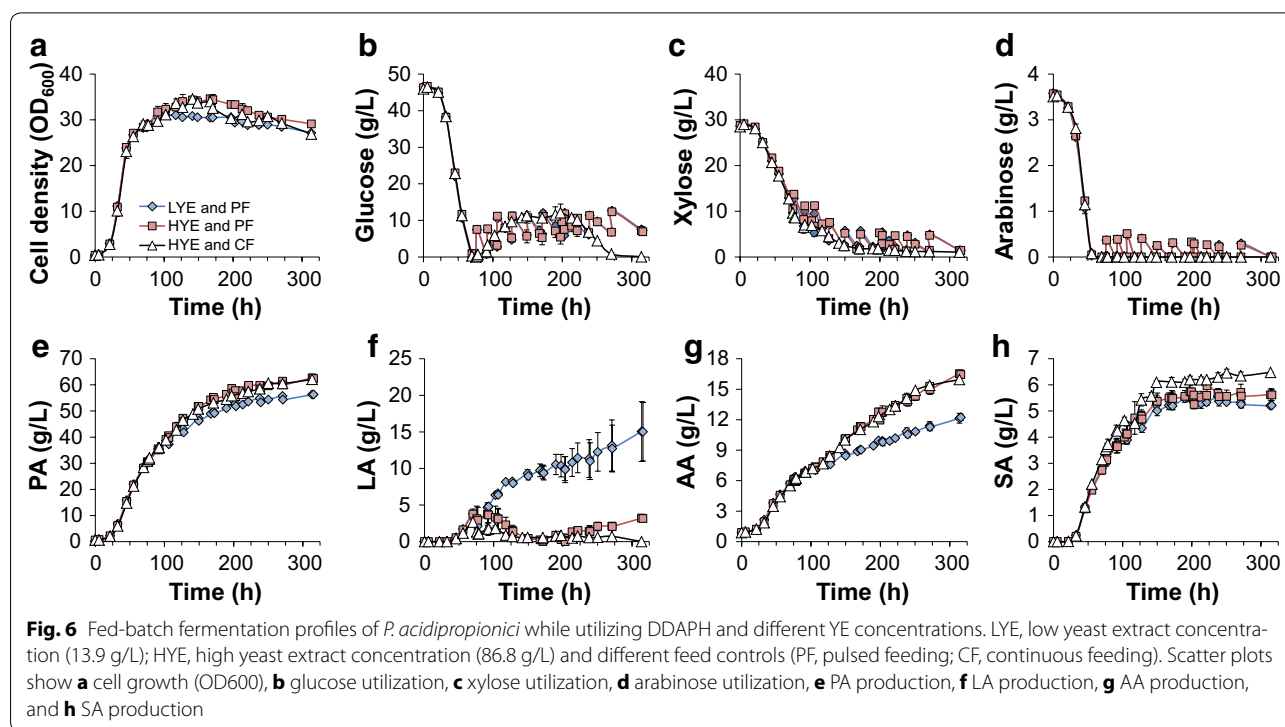 a
b
c
d
Cell density (OD600)
40
30
20
10
0
LYE and PF
HYE and PF
HYE and CF
0 100 200 300
Time (h)
Glucose (g/L)
50
40
30
20
10
0
0 100 200 300
Time (h)
Xylose (g/L)
40
30
20
10
0
0 100 200 300
Time (h)
Arabinose (g/L)
4
3
2
1
0
0 100 200 300
Time (h)
e
f
g
h
PA (g/L)
70
60
50
40
30
20
10
0
0 100 200 300
Time (h)
LA (g/L)
25
20
15
10
5
0
0 100 200 300
Time (h)
AA (g/L)
18
15
12
9
6
3
0
0 100 200 300
Time (h)
SA (g/L)
7
6
5
4
3
2
1
0
0 100 200 300
Time (h)
Fig. 6 Fed-batch fermentation profiles of P. acidipropionici while utilizing DDAPH and different YE concentrations. LYE, low yeast extract concentra-
tion (13.9 g/L); HYE, high yeast extract concentration (86.8 g/L) and different feed controls (PF, pulsed feeding; CF, continuous feeding). Scatter plots
show a cell growth (OD600), b glucose utilization, c xylose utilization, d arabinose utilization, e PA production, f LA production, g AA production,
and h SA production